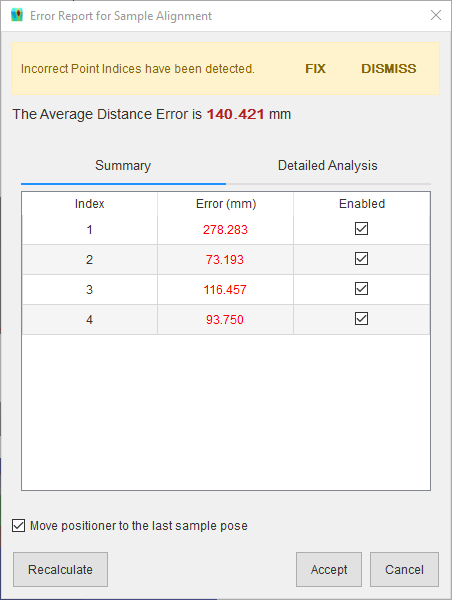 Error Report for Sample Alignment
Incorrect Point Indices have been detected. FIX DISMISS
The Average Distance Error is 140.421 mm
Summary Detailed Analysis
Index Error (mm) Enabled
1 278.283
2 73.193
3 116.457
4 93.750
Move positioner to the last sample pose
Recalculate Accept Cancel